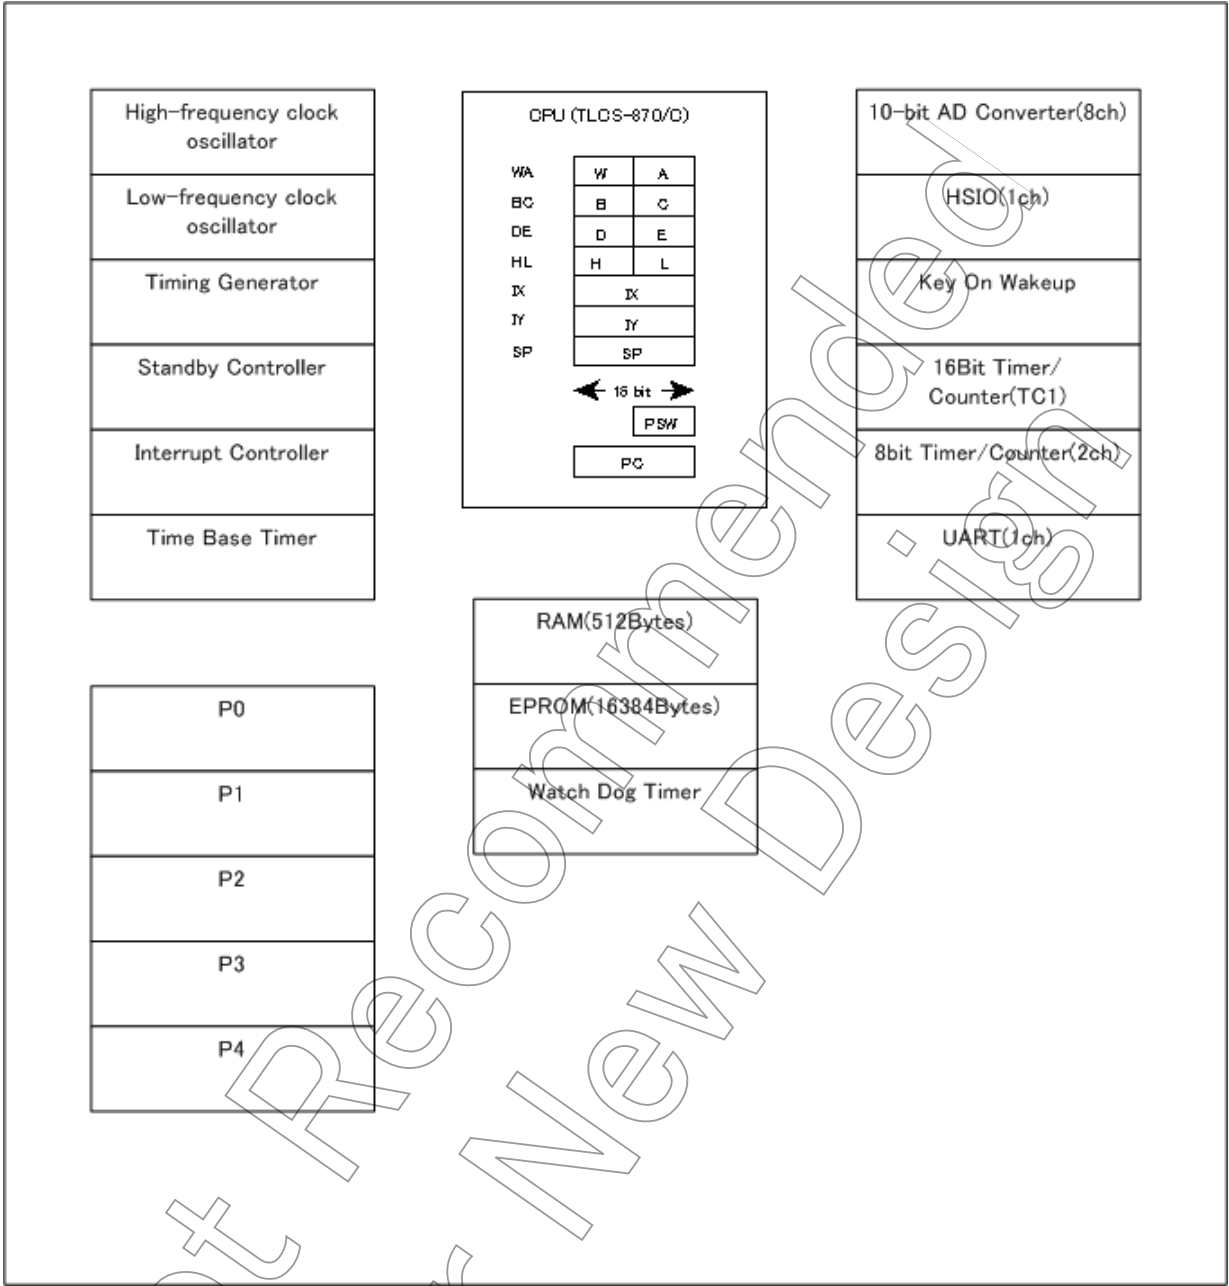 High-frequency clock
oscillator
Low-frequency clock
oscillator
Timing Generator
Standby Controller
Interrupt Controller
Time Base Timer
CPU (TLCS-870/C)
WA W A
BC B C
DE D E
HL H L
IX IX
IY IY
SP SP
16 bit
PSW
PC
10-bit AD Converter(8ch)
HSIO(1ch)
Key On Wakeup
16Bit Timer/
Counter(TC1)
8bit Timer/Counter(2ch)
UART(1ch)
RAM(512Bytes)
EPROM(16384Bytes)
Watch Dog Timer
P0
P1
P2
P3
P4
Recommended
New Design